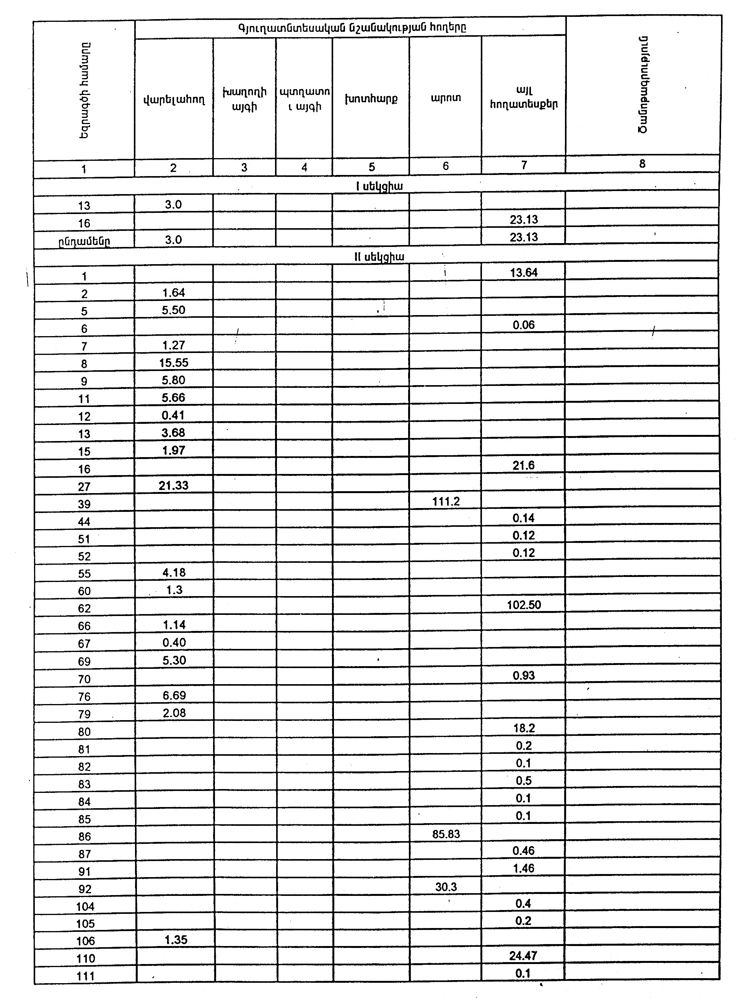 Գյուղատնտեսական նշանակության հողերը
Եզրագծի համարը
վարելահող
խաղողի
այգի
պտղատո
ւ այգի
խոտհարք
արոտ
այլ
հողատեսքեր
Ծանոթագրություն
1 2 3 4 5 6 7 8
I սեկցիա
13 3.0
16 23.13
ընդամենը 3.0 23.13
II սեկցիա
1 13.64
2 1.64
5 5.50
6 0.06
7 1.27
8 15.55
9 5.80
11 5.66
12 0.41
13 3.68
15 1.97
16 21.6
27 21.33
39 111.2
44 0.14
51 0.12
52 0.12
55 4.18
60 1.3
62 102.50
66 1.14
67 0.40
69 5.30
70 0.93
76 6.69
79 2.08
80 18.2
81 0.2
82 0.1
83 0.5
84 0.1
85 0.1
86 85.83
87 0.46
91 1.46
92 30.3
104 0.4
105 0.2
106 1.35
110 24.47
111 0.1